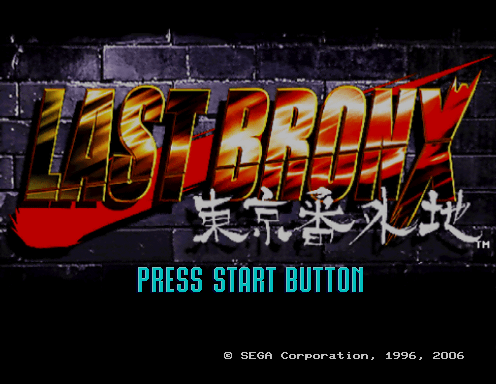 LAST BRONX
東京番外地
TM
PRESS START BUTTON
© SEGA Corporation, 1996, 2006